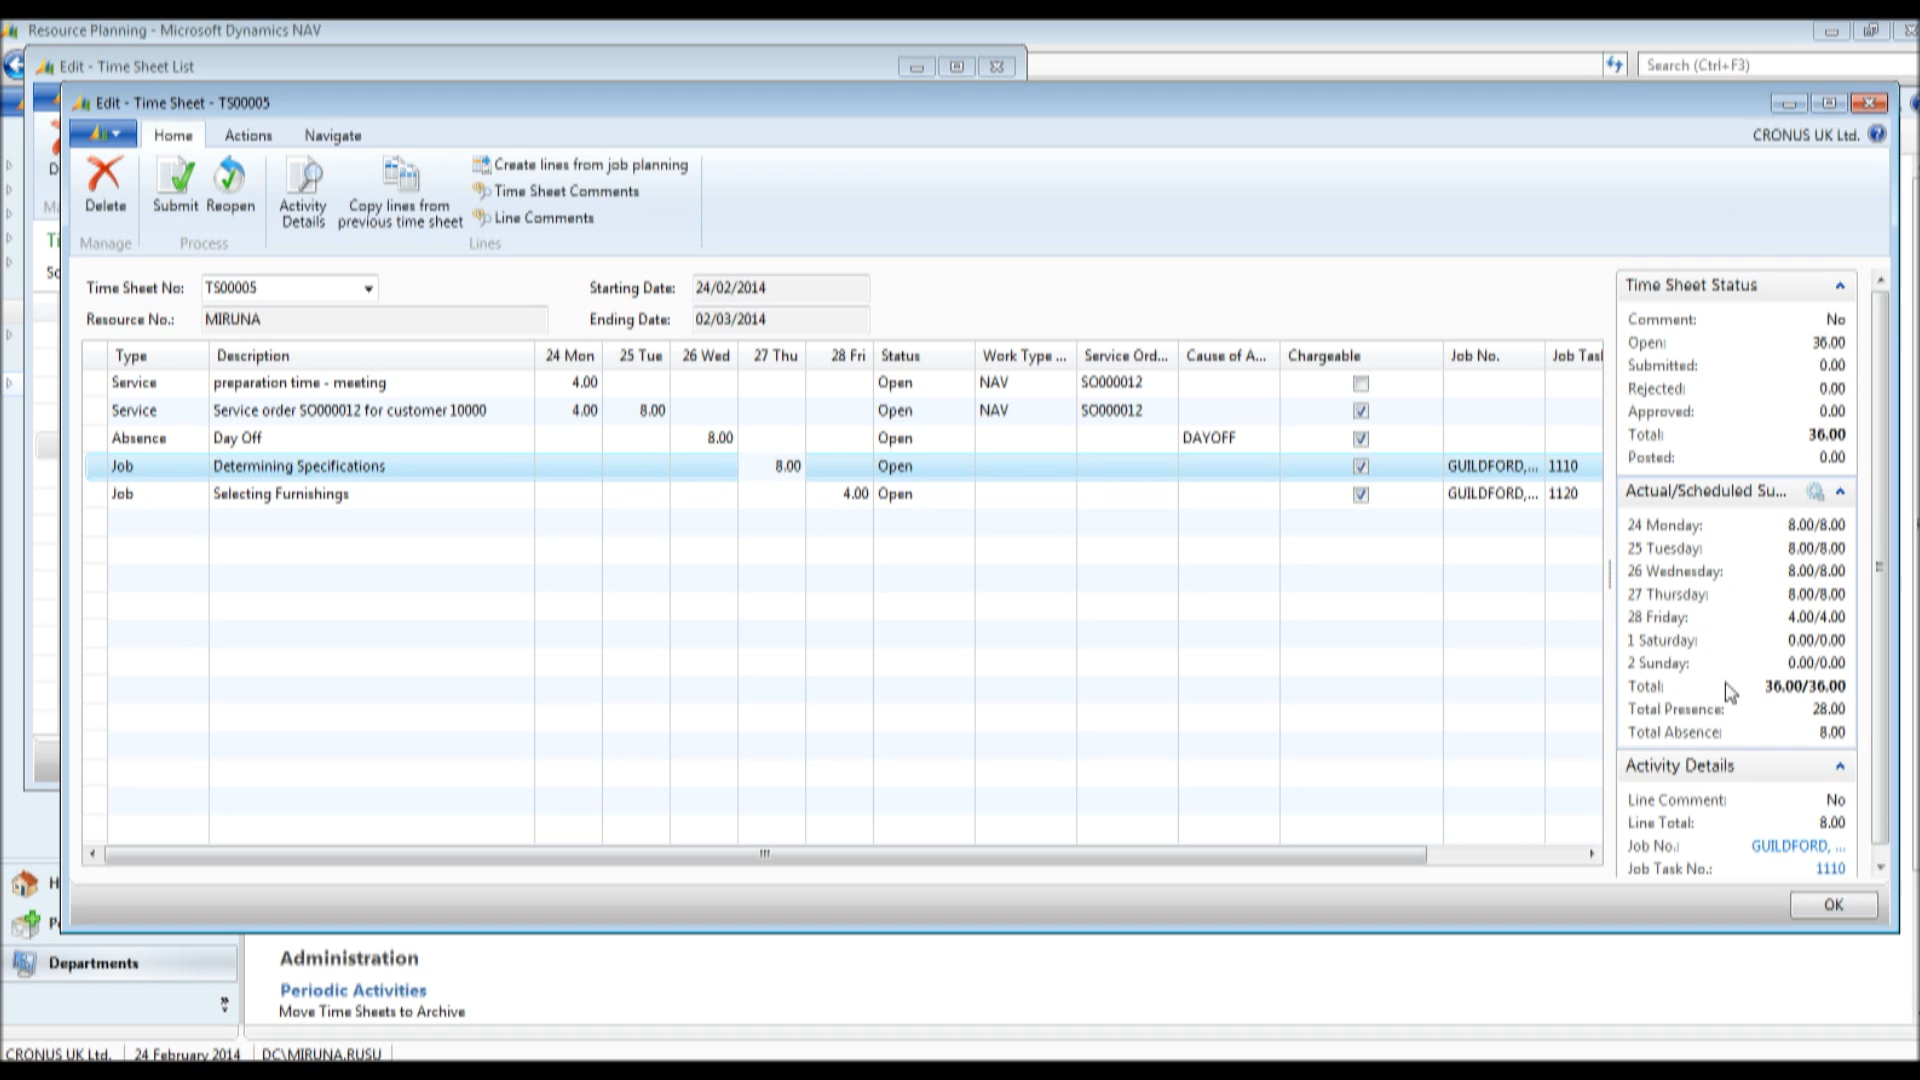 Resource Planning - Microsoft Dynamics NAV
Edit - Time Sheet List
Search (Ctrl+F3)
Edit - Time Sheet - TS00005
Home Actions Navigate
CRONUS UK Ltd.
Delete
Submit
Reopen
Activity Details
Copy lines from previous time sheet
Create lines from job planning
Time Sheet Comments
Line Comments
Manage Process Lines
Time Sheet No: TS00005 Starting Date: 24/02/2014
Resource No.: MIRUNA Ending Date: 02/03/2014
Type Description 24 Mon 25 Tue 26 Wed 27 Thu 28 Fri Status Work Type ... Service Ord... Cause of A... Chargeable Job No. Job Tas
Service preparation time - meeting 4.00 Open NAV SO000012
Service Service order SO000012 for customer 10000 4.00 8.00 Open NAV SO000012
Absence Day Off 8.00 Open DAYOFF
Job Determining Specifications 8.00 Open GUILDFORD,... 1110
Job Selecting Furnishings 4.00 Open GUILDFORD,... 1120
Time Sheet Status
Comment: No
Open: 36.00
Submitted: 0.00
Rejected: 0.00
Approved: 0.00
Total: 36.00
Posted: 0.00
Actual/Scheduled Su...
24 Monday: 8.00/8.00
25 Tuesday: 8.00/8.00
26 Wednesday: 8.00/8.00
27 Thursday: 8.00/8.00
28 Friday: 4.00/4.00
1 Saturday: 0.00/0.00
2 Sunday: 0.00/0.00
Total: 36.00/36.00
Total Presence: 28.00
Total Absence: 8.00
Activity Details
Line Comment: No
Line Total: 8.00
Job No.: GUILDFORD, ...
Job Task No.: 1110
OK
Departments
Administration
Periodic Activities
Move Time Sheets to Archive
CRONUS UK Ltd. 24 February 2014 DC\MIRUNA.RUSU